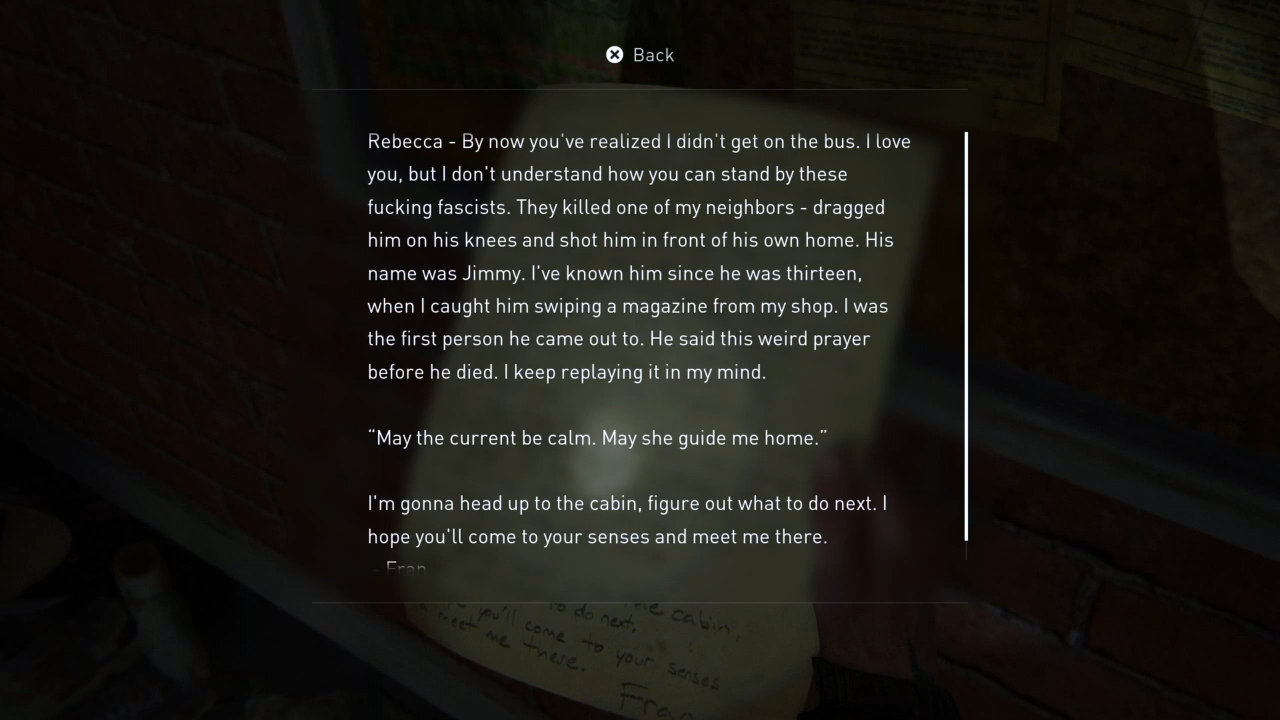 Back
Rebecca - By now you've realized I didn't get on the bus. I love
you, but I don't understand how you can stand by these
fucking fascists. They killed one of my neighbors - dragged
him on his knees and shot him in front of his own home. His
name was Jimmy. I've known him since he was thirteen,
when I caught him swiping a magazine from my shop. I was
the first person he came out to. He said this weird prayer
before he died. I keep replaying it in my mind.
“May the current be calm. May she guide me home.”
I'm gonna head up to the cabin, figure out what to do next. I
hope you'll come to your senses and meet me there.
- Fran
cabin,
to do next.
you'll come to your senses
meet me there.
Fran